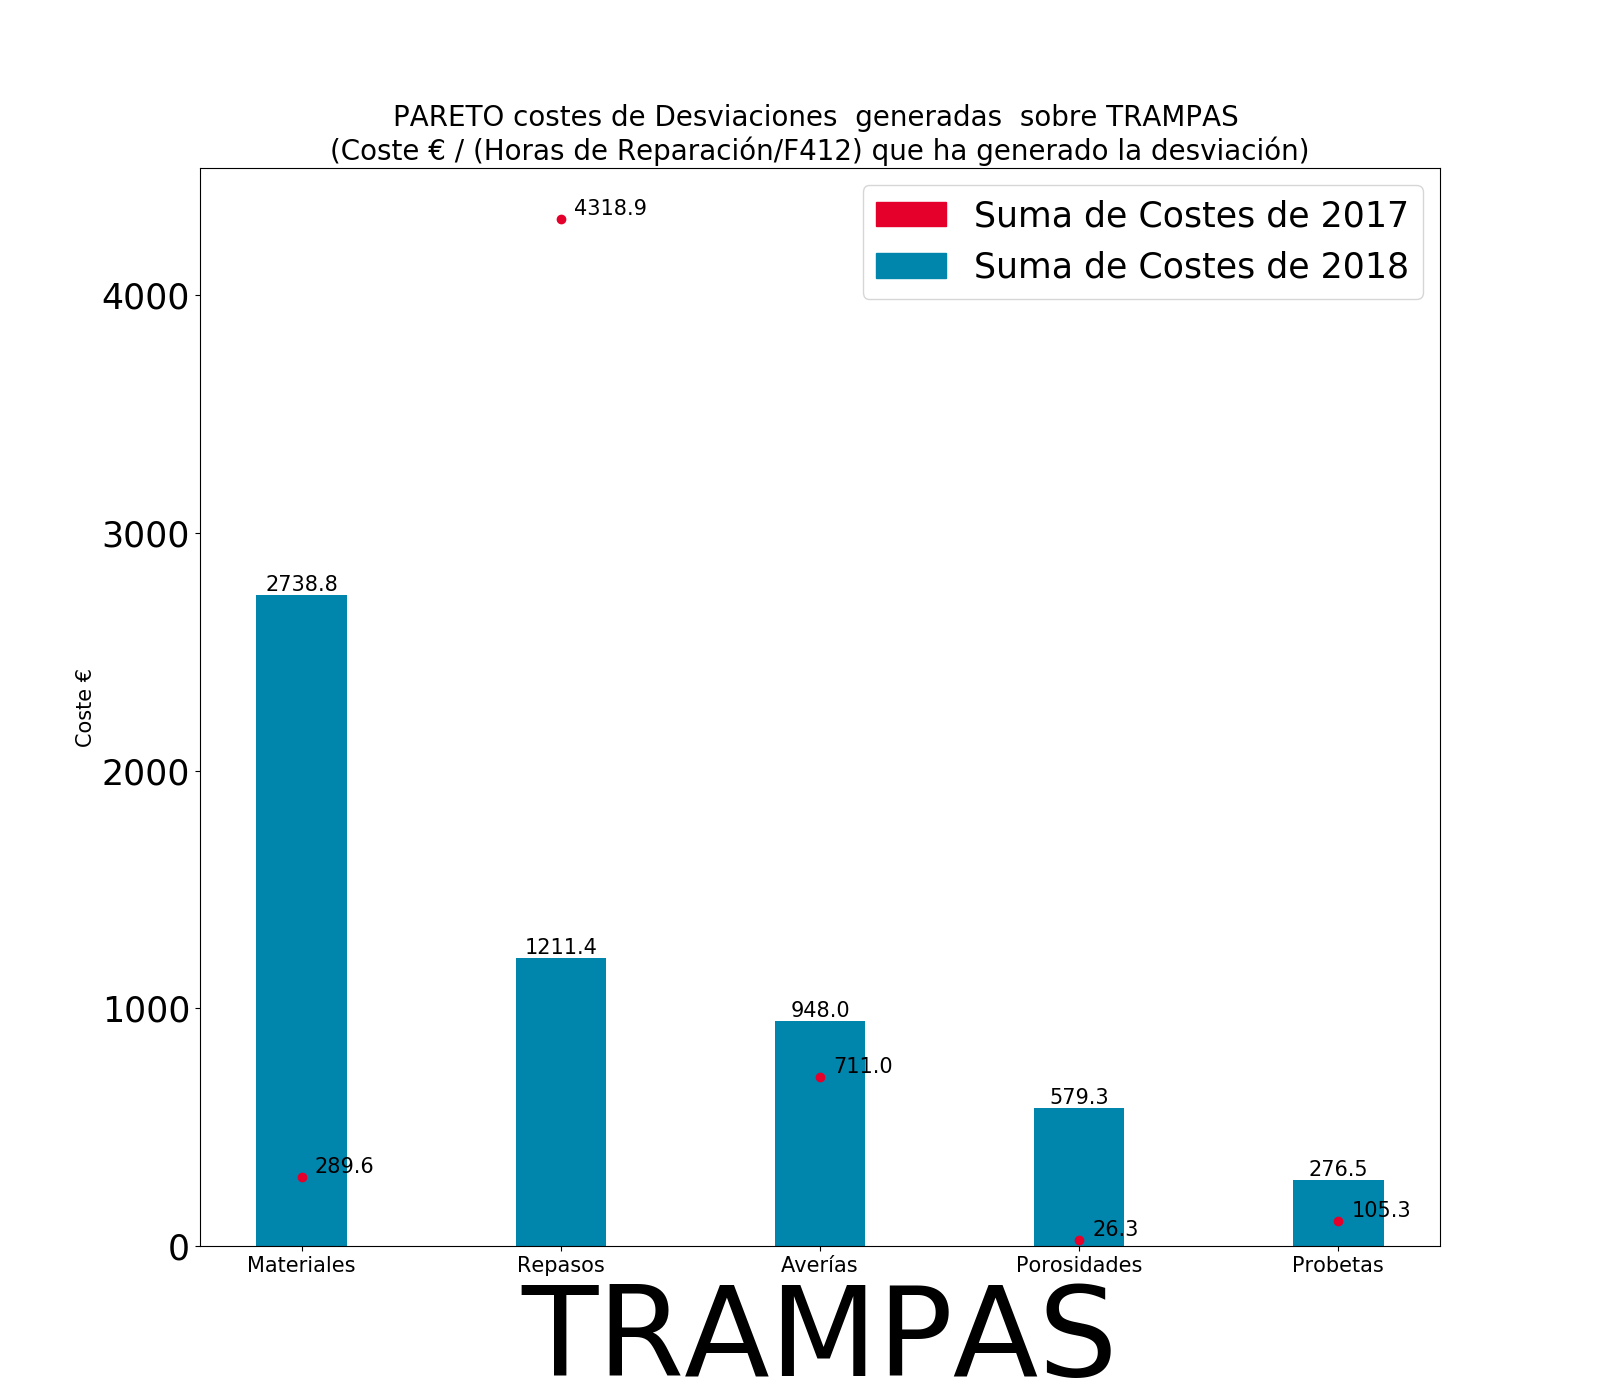 PARETO costes de Desviaciones  generadas  sobre TRAMPAS
(Coste € / (Horas de Reparación/F412) que ha generado la desviación)
Suma de Costes de 2017
Suma de Costes de 2018
4318.9
4000
3000
2738.8
Coste €
2000
1211.4
1000
948.0
711.0
579.3
289.6
276.5
105.3
26.3
0
Materiales
Repasos
Averías
Porosidades
Probetas
TRAMPAS